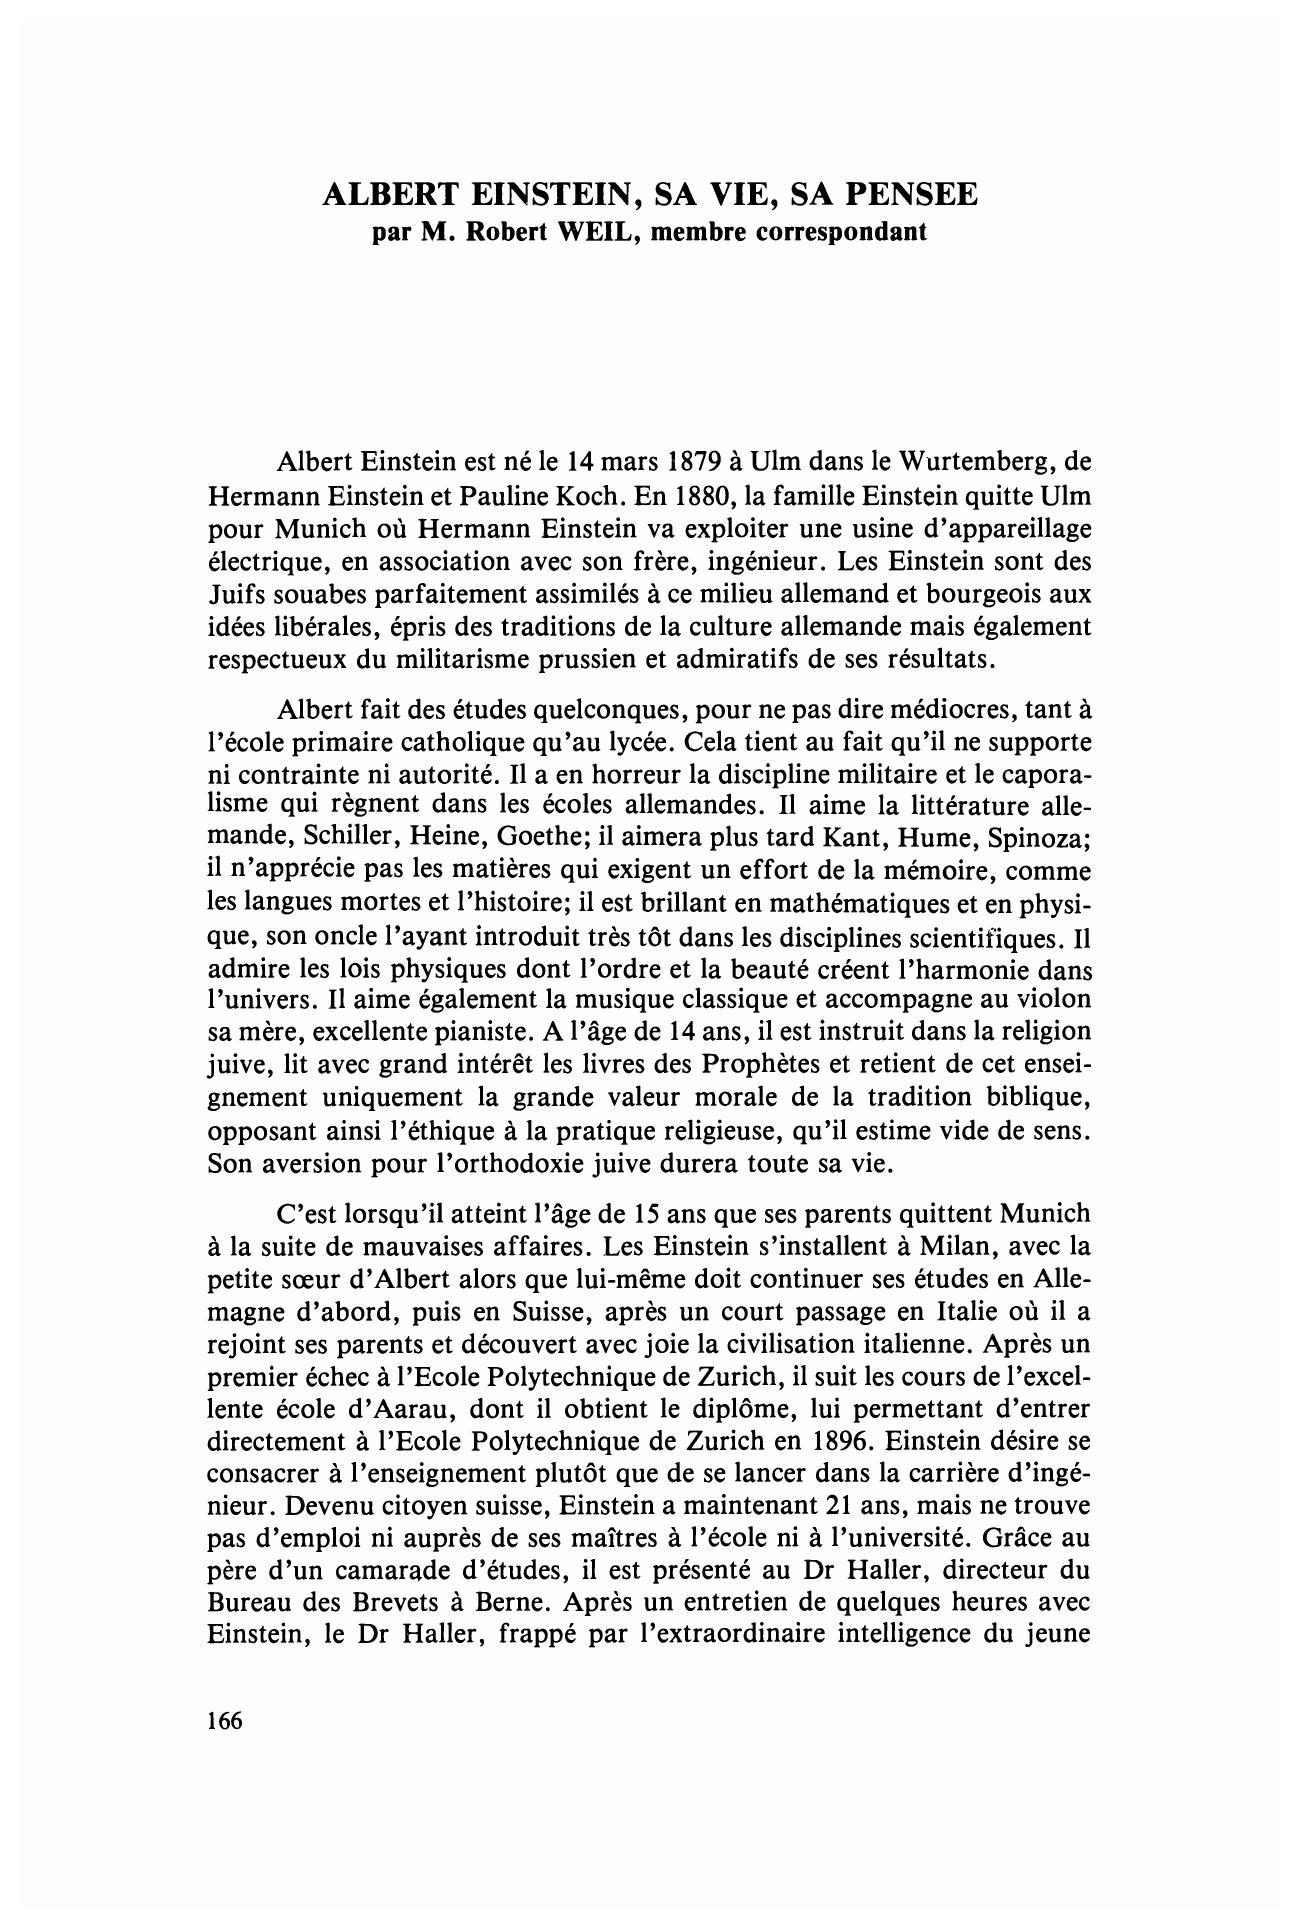 ALBERT EINSTEIN, SA VIE, SA PENSEE
par M. Robert WEIL, membre correspondant
Albert Einstein est né le 14 mars 1879 à Ulm dans le Wurtemberg, de
Hermann Einstein et Pauline Koch. En 1880, la famille Einstein quitte Ulm
pour Munich où Hermann Einstein va exploiter une usine d'appareillage
électrique, en association avec son frère, ingénieur. Les Einstein sont des
Juifs souabes parfaitement assimilés à ce milieu allemand et bourgeois aux
idées libérales, épris des traditions de la culture allemande mais également
respectueux du militarisme prussien et admiratifs de ses résultats.
Albert fait des études quelconques, pour ne pas dire médiocres, tant à
l'école primaire catholique qu'au lycée. Cela tient au fait qu'il ne supporte
ni contrainte ni autorité. Il a en horreur la discipline militaire et le capora-
lisme qui règnent dans les écoles allemandes. Il aime la littérature alle-
mande, Schiller, Heine, Goethe; il aimera plus tard Kant, Hume, Spinoza;
il n'apprécie pas les matières qui exigent un effort de la mémoire, comme
les langues mortes et l'histoire; il est brillant en mathématiques et en physi-
que, son oncle l'ayant introduit très tôt dans les disciplines scientifiques. Il
admire les lois physiques dont l'ordre et la beauté créent l'harmonie dans
l'univers. Il aime également la musique classique et accompagne au violon
sa mère, excellente pianiste. A l'âge de 14 ans, il est instruit dans la religion
juive, lit avec grand intérêt les livres des Prophètes et retient de cet ensei-
gnement uniquement la grande valeur morale de la tradition biblique,
opposant ainsi l'éthique à la pratique religieuse, qu'il estime vide de sens.
Son aversion pour l'orthodoxie juive durera toute sa vie.
C'est lorsqu'il atteint l'âge de 15 ans que ses parents quittent Munich
à la suite de mauvaises affaires. Les Einstein s'installent à Milan, avec la
petite sœur d'Albert alors que lui-même doit continuer ses études en Alle-
magne d'abord, puis en Suisse, après un court passage en Italie où il a
rejoint ses parents et découvert avec joie la civilisation italienne. Après un
premier échec à l'Ecole Polytechnique de Zurich, il suit les cours de l'excel-
lente école d'Aarau, dont il obtient le diplôme, lui permettant d'entrer
directement à l'Ecole Polytechnique de Zurich en 1896. Einstein désire se
consacrer à l'enseignement plutôt que de se lancer dans la carrière d'ingé-
nieur. Devenu citoyen suisse, Einstein a maintenant 21 ans, mais ne trouve
pas d'emploi ni auprès de ses maîtres à l'école ni à l'université. Grâce au
père d'un camarade d'études, il est présenté au Dr Haller, directeur du
Bureau des Brevets à Berne. Après un entretien de quelques heures avec
Einstein, le Dr Haller, frappé par l'extraordinaire intelligence du jeune
166